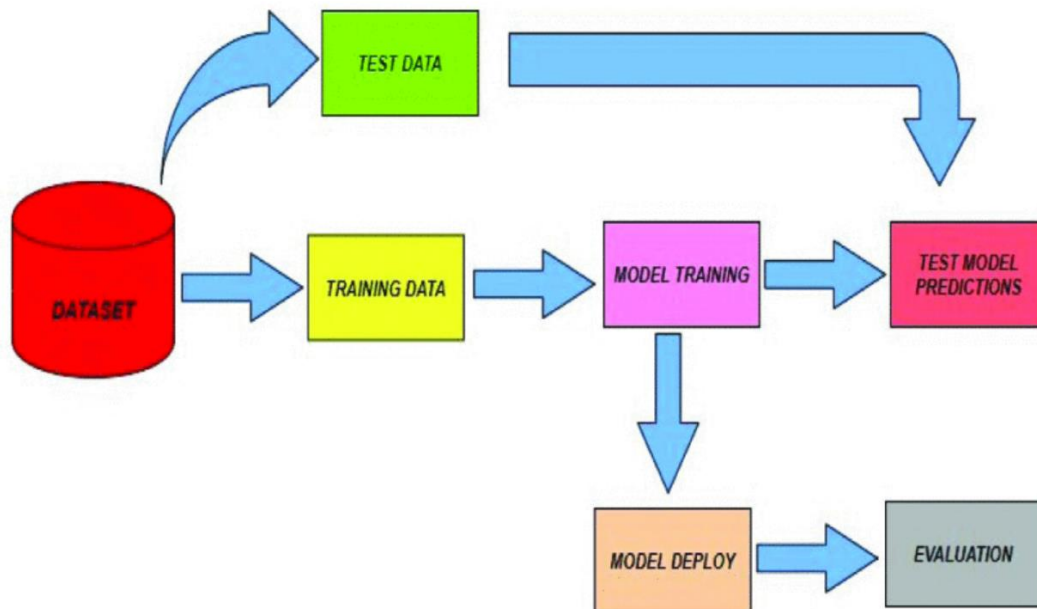 TEST DATA
DATASET
TRAINING DATA
MODEL TRAINING
TEST MODEL
PREDICTIONS
MODEL DEPLOY
EVALUATION